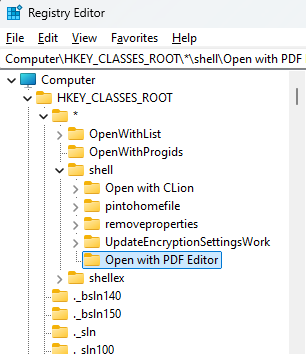 Registry Editor
File Edit View Favorites Help
Computer\HKEY_CLASSES_ROOT\*\shell\Open with PDF
Computer
HKEY_CLASSES_ROOT
*
OpenWithList
OpenWithProgids
shell
Open with CLion
pintohomefile
removeproperties
UpdateEncryptionSettingsWork
Open with PDF Editor
shellex
._bsln140
._bsln150
._sln
._sln100